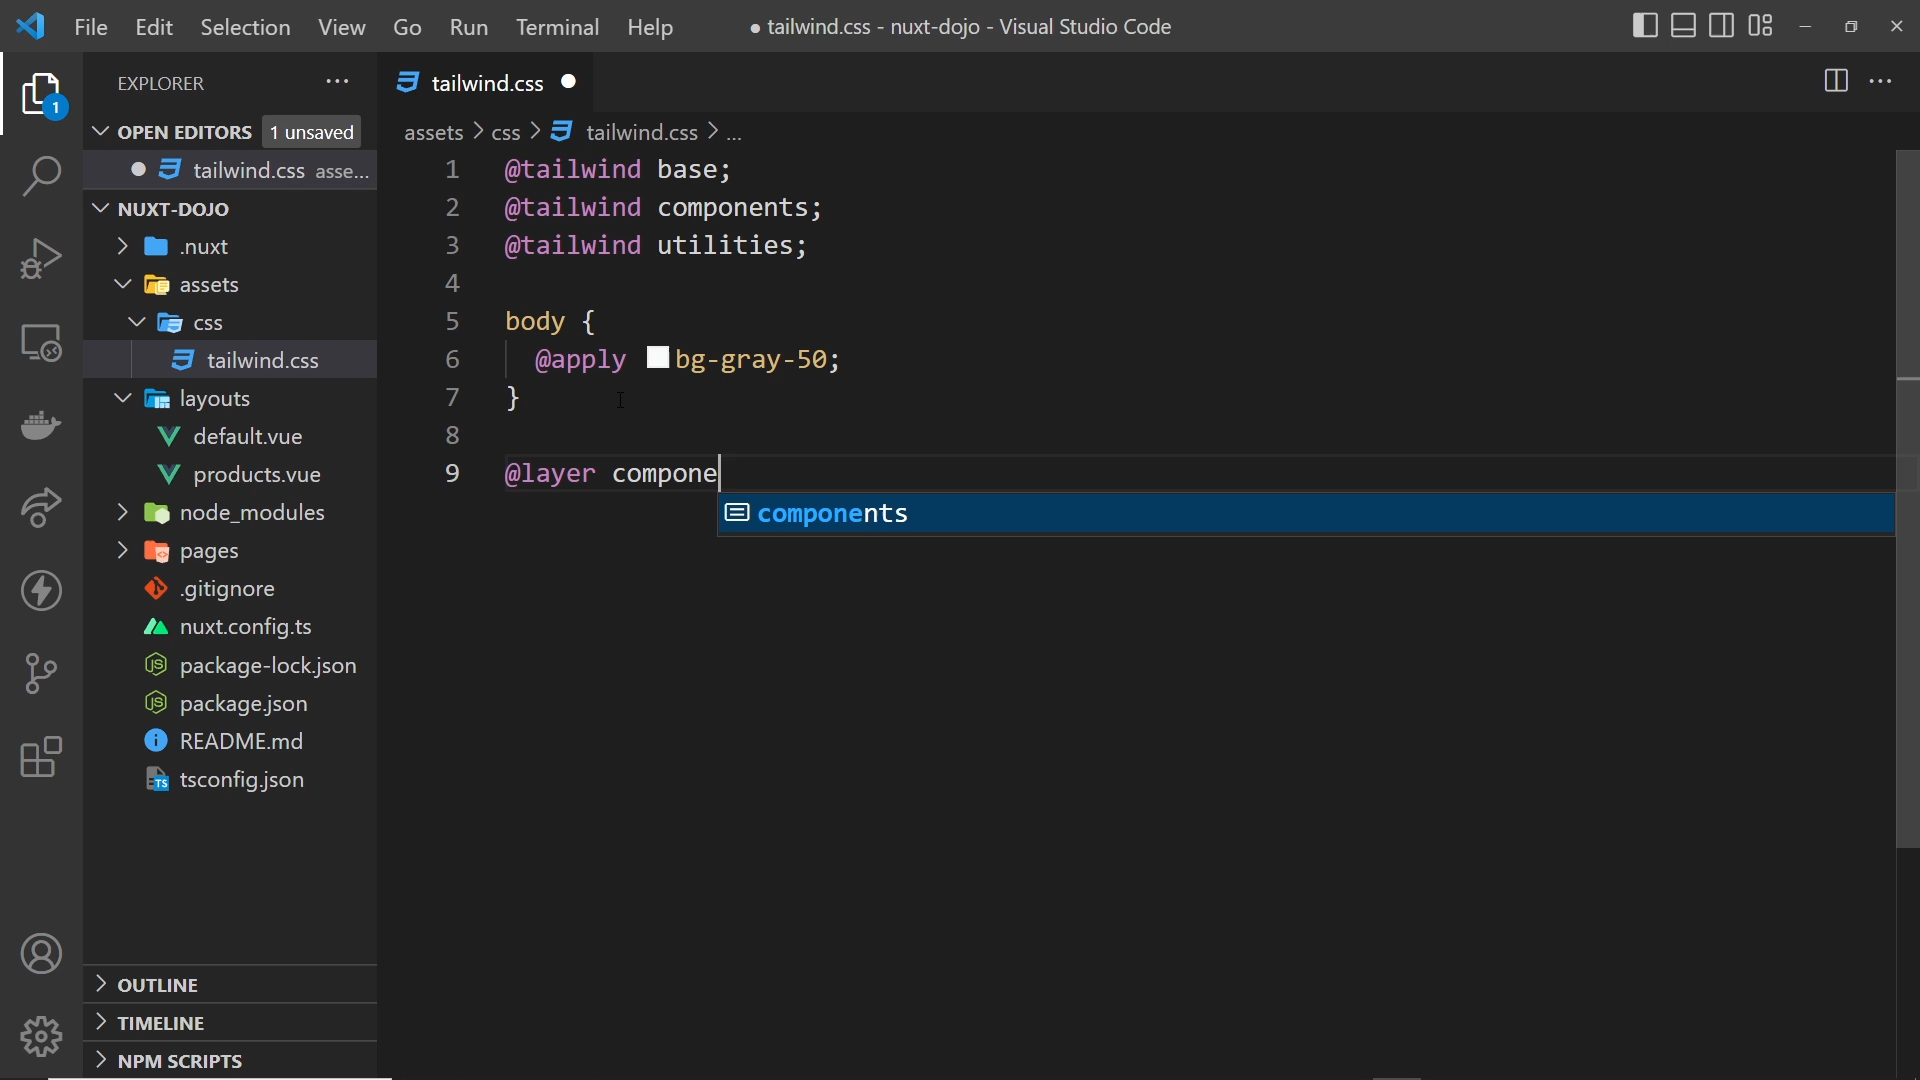 File Edit Selection View Go Run Terminal Help
● tailwind.css - nuxt-dojo - Visual Studio Code
EXPLORER
1
OPEN EDITORS 1 unsaved
tailwind.css asse...
NUXT-DOJO
.nuxt
assets
css
tailwind.css
layouts
default.vue
products.vue
node_modules
pages
.gitignore
nuxt.config.ts
package-lock.json
package.json
README.md
tsconfig.json
OUTLINE
TIMELINE
NPM SCRIPTS
tailwind.css
assets > css > tailwind.css > ...
1 @tailwind base;
2 @tailwind components;
3 @tailwind utilities;
4
5 body {
6 @apply bg-gray-50;
7 }
8
9 @layer compone
components